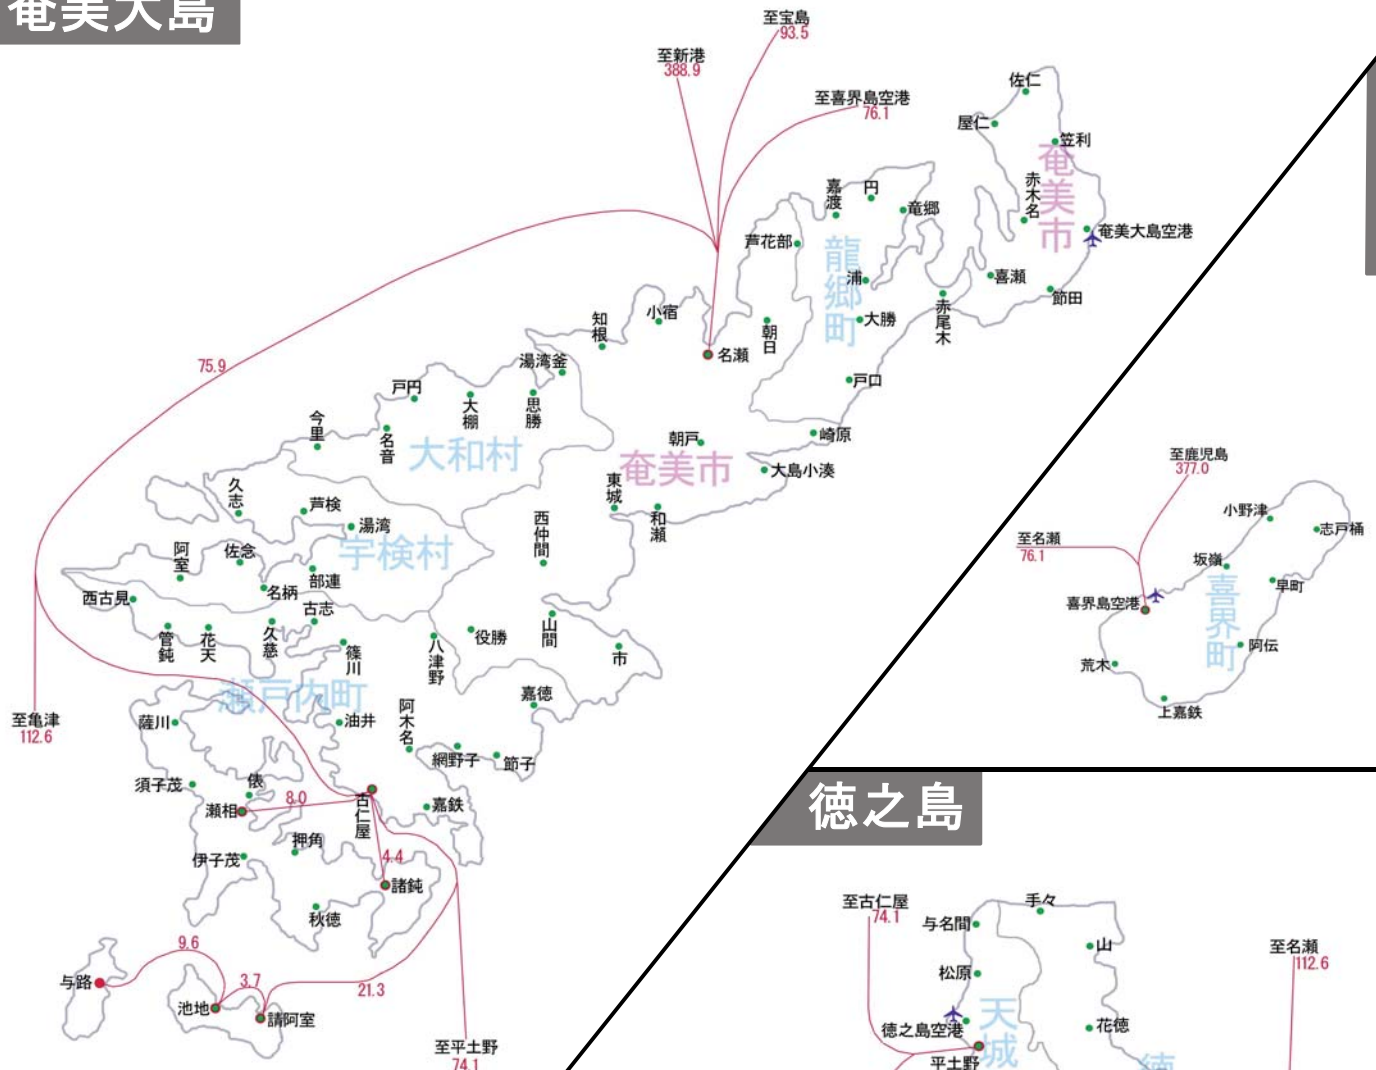 奄美大島
至宝島
93.5
至新港
388.9
至喜界島空港
76.1
佐仁
屋仁
笠利
奄美市
赤木名
奄美大島空港
嘉渡
円
竜郷
芦花部
龍郷町
浦
喜瀬
節田
赤尾木
大勝
朝日
小宿
知根
名瀬
湯湾釜
75.9
戸円
大棚
思勝
戸口
今里
名音
大和村
朝戸
崎原
奄美市
大島小湊
東城
和瀬
久志
芦検
湯湾
西仲間
宇検村
阿室
佐念
部連
名柄
西古見
古志
管鈍
花天
久慈
篠川
八津野
役勝
山間
市
瀬戸内町
嘉徳
阿木名
薩川
油井
至亀津
112.6
網野子
節子
須子茂
俵
瀬相
8.0
古仁屋
嘉鉄
押角
伊子茂
4.4
諸鈍
秋徳
9.6
与路
3.7
21.3
池地
請阿室
至平土野
74.1
至鹿児島
377.0
小野津
志戸桶
至名瀬
76.1
坂嶺
早町
喜界島空港
喜界町
阿伝
荒木
上嘉鉄
徳之島
至古仁屋
74.1
手々
与名間
山
至名瀬
112.6
松原
天城
徳之島空港
花徳
平土野
徳